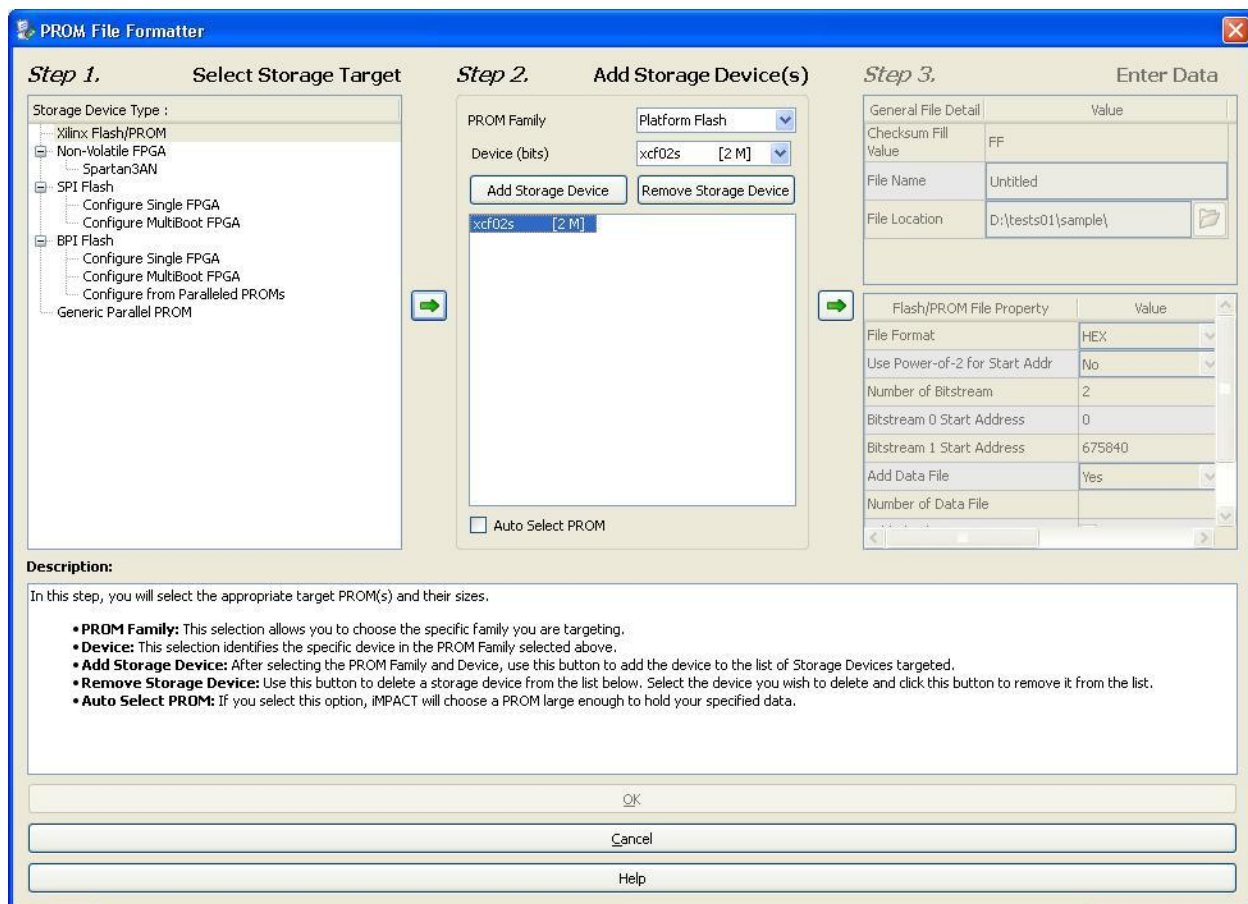 PROM File Formatter
Step 1. Select Storage Target
Storage Device Type :
Xilinx Flash/PROM
Non-Volatile FPGA
Spartan3AN
SPI Flash
Configure Single FPGA
Configure MultiBoot FPGA
BPI Flash
Configure Single FPGA
Configure MultiBoot FPGA
Configure from Paralleled PROMs
Generic Parallel PROM
Step 2. Add Storage Device(s)
PROM Family Platform Flash
Device (bits) xcf02s [2 M]
Add Storage Device Remove Storage Device
xcf02s [2 M]
Auto Select PROM
Step 3. Enter Data
General File Detail Value
Checksum Fill
Value FF
File Name Untitled
File Location D:\tests01\sample\
Flash/PROM File Property Value
File Format HEX
Use Power-of-2 for Start Addr No
Number of Bitstream 2
Bitstream 0 Start Address 0
Bitstream 1 Start Address 675840
Add Data File Yes
Number of Data File
Description:
In this step, you will select the appropriate target PROM(s) and their sizes.
• PROM Family: This selection allows you to choose the specific family you are targeting.
• Device: This selection identifies the specific device in the PROM Family selected above.
• Add Storage Device: After selecting the PROM Family and Device, use this button to add the device to the list of Storage Devices targeted.
• Remove Storage Device: Use this button to delete a storage device from the list below. Select the device you wish to delete and click this button to remove it from the list.
• Auto Select PROM: If you select this option, iMPACT will choose a PROM large enough to hold your specified data.
OK
Cancel
Help